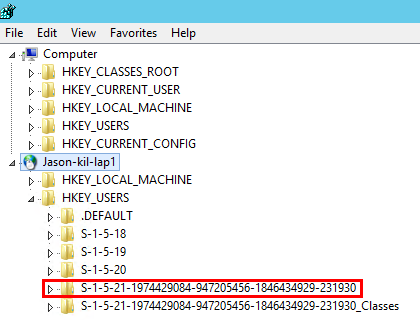 File Edit View Favorites Help
Computer
HKEY_CLASSES_ROOT
HKEY_CURRENT_USER
HKEY_LOCAL_MACHINE
HKEY_USERS
HKEY_CURRENT_CONFIG
Jason-kil-lap1
HKEY_LOCAL_MACHINE
HKEY_USERS
.DEFAULT
S-1-5-18
S-1-5-19
S-1-5-20
S-1-5-21-1974429084-947205456-1846434929-231930
S-1-5-21-1974429084-947205456-1846434929-231930_Classes